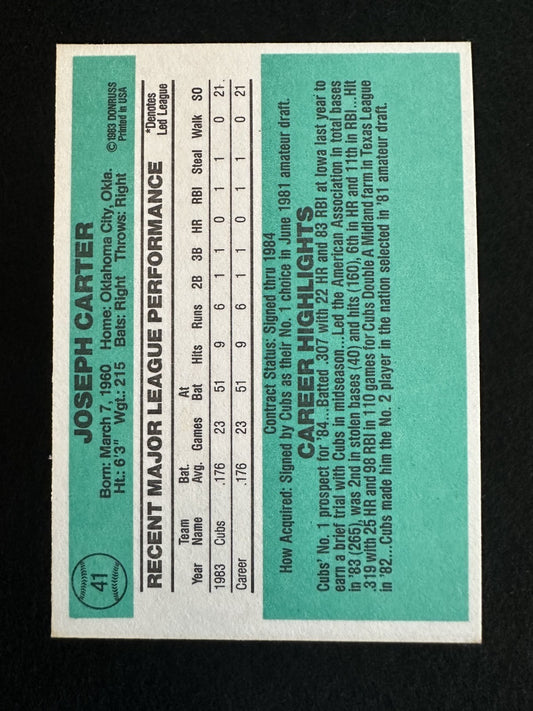 41
JOSEPH CARTER
©1983 DONRUSS
Printed in USA
Born: March 7, 1960 Home: Oklahoma City, Okla.
Ht.: 6'3" Wgt.: 215 Bats: Right Throws: Right
RECENT MAJOR LEAGUE PERFORMANCE
*Denotes
Led League
Team Bat. At
Year Name Avg. Games Bat Hits Runs 2B 3B HR RBI Steal Walk SO
1983 Cubs .176 23 51 9 6 1 1 0 1 1 0 21
Career .176 23 51 9 6 1 1 0 1 1 0 21
Contract Status: Signed thru 1984
How Acquired: Signed by Cubs as their No. 1 choice in June 1981 amateur draft.
CAREER HIGHLIGHTS
Cubs' No. 1 prospect for '84...Batted .307 with 22 HR and 83 RBI at Iowa last year to
earn a brief trial with Cubs in midseason...Led the American Association in total bases
in '83 (265), was 2nd in stolen bases (40) and hits (160), 6th in HR and 11th in RBI...Hit
.319 with 25 HR and 98 RBI in 110 games for Cubs Double A Midland farm in Texas League
in '82...Cubs made him the No. 2 player in the nation selected in '81 amateur draft.